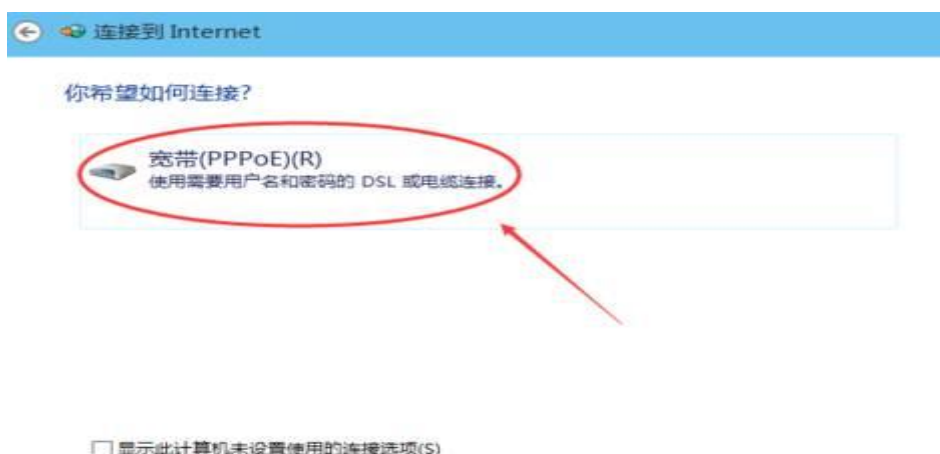 连接到 Internet
你希望如何连接?
宽带(PPPoE)(R)
使用需要用户名和密码的 DSL 或电缆连接。
显示此计算机未设置使用的连接选项(S)